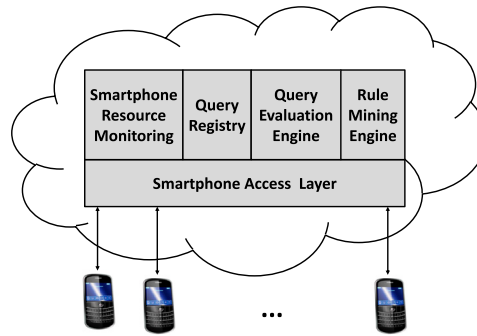 Smartphone
Resource
Monitoring
Query
Registry
Query
Evaluation
Engine
Rule
Mining
Engine
Smartphone Access Layer
...